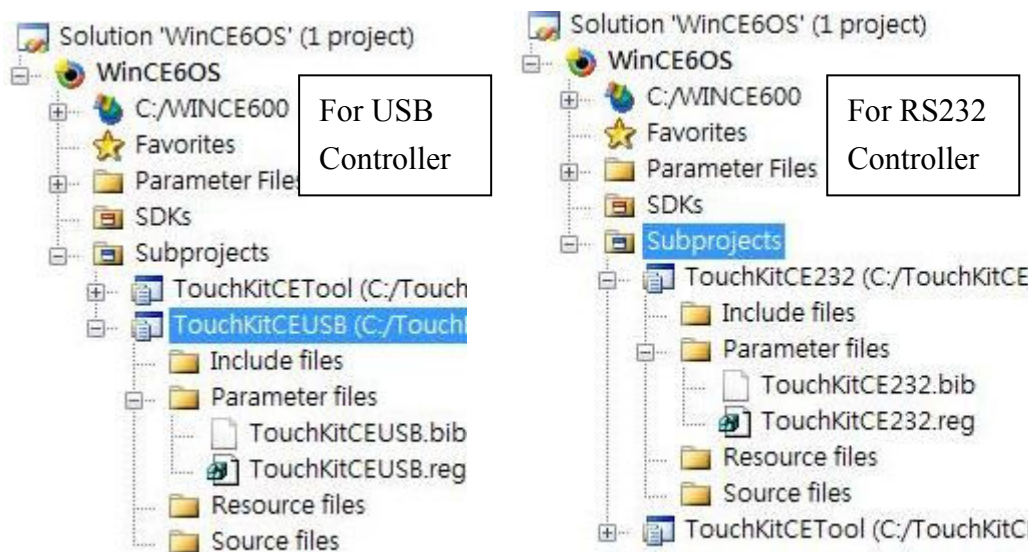 Solution 'WinCE6OS' (1 project)
WinCE6OS
C:/WINCE600
Favorites
Parameter Files
SDKs
Subprojects
TouchKitCETool (C:/Touch
TouchKitCEUSB (C:/Touch
Include files
Parameter files
TouchKitCEUSB.bib
TouchKitCEUSB.reg
Resource files
Source files
For USB
Controller
Solution 'WinCE6OS' (1 project)
WinCE6OS
C:/WINCE600
Favorites
Parameter Files
SDKs
Subprojects
TouchKitCE232 (C:/TouchKitCE
Include files
Parameter files
TouchKitCE232.bib
TouchKitCE232.reg
Resource files
Source files
TouchKitCETool (C:/TouchKitC
For RS232
Controller